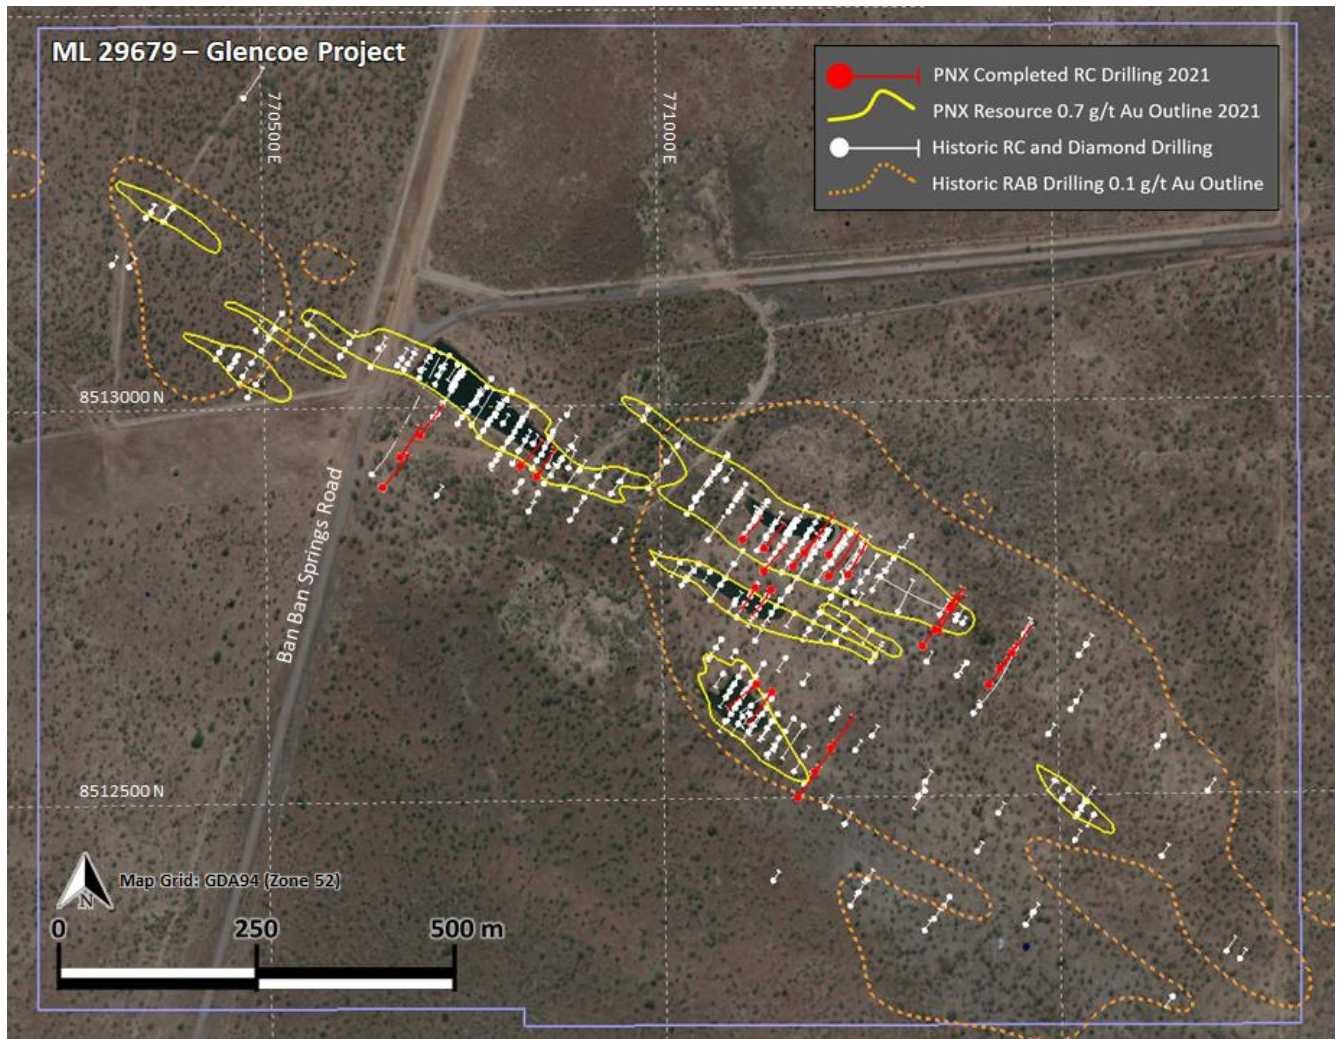 ML 29679 – Glencoe Project
PNX Completed RC Drilling 2021
PNX Resource 0.7 g/t Au Outline 2021
Historic RC and Diamond Drilling
Historic RAB Drilling 0.1 g/t Au Outline
770500 E
771000 E
8513000 N
Ban Ban Springs Road
8512500 N
N
Map Grid: GDA94 (Zone 52)
0 250 500 m